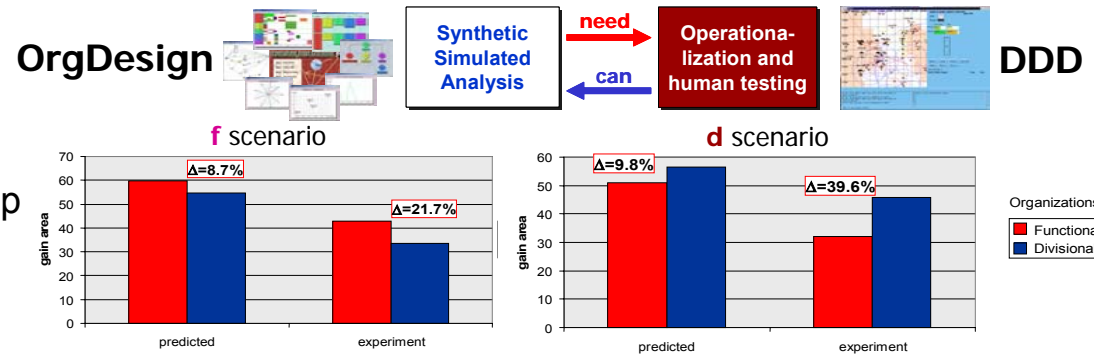 OrgDesign
Synthetic
Simulated
Analysis
need
can
Operationa-
lization and
human testing
DDD
f scenario
70
60
50
40
30
20
10
0
gain area
Δ=8.7%
Δ=21.7%
predicted
experiment
p
d scenario
60
50
40
30
20
10
0
gain area
Δ=9.8%
Δ=39.6%
predicted
experiment
Organizations
Functiona
Divisiona